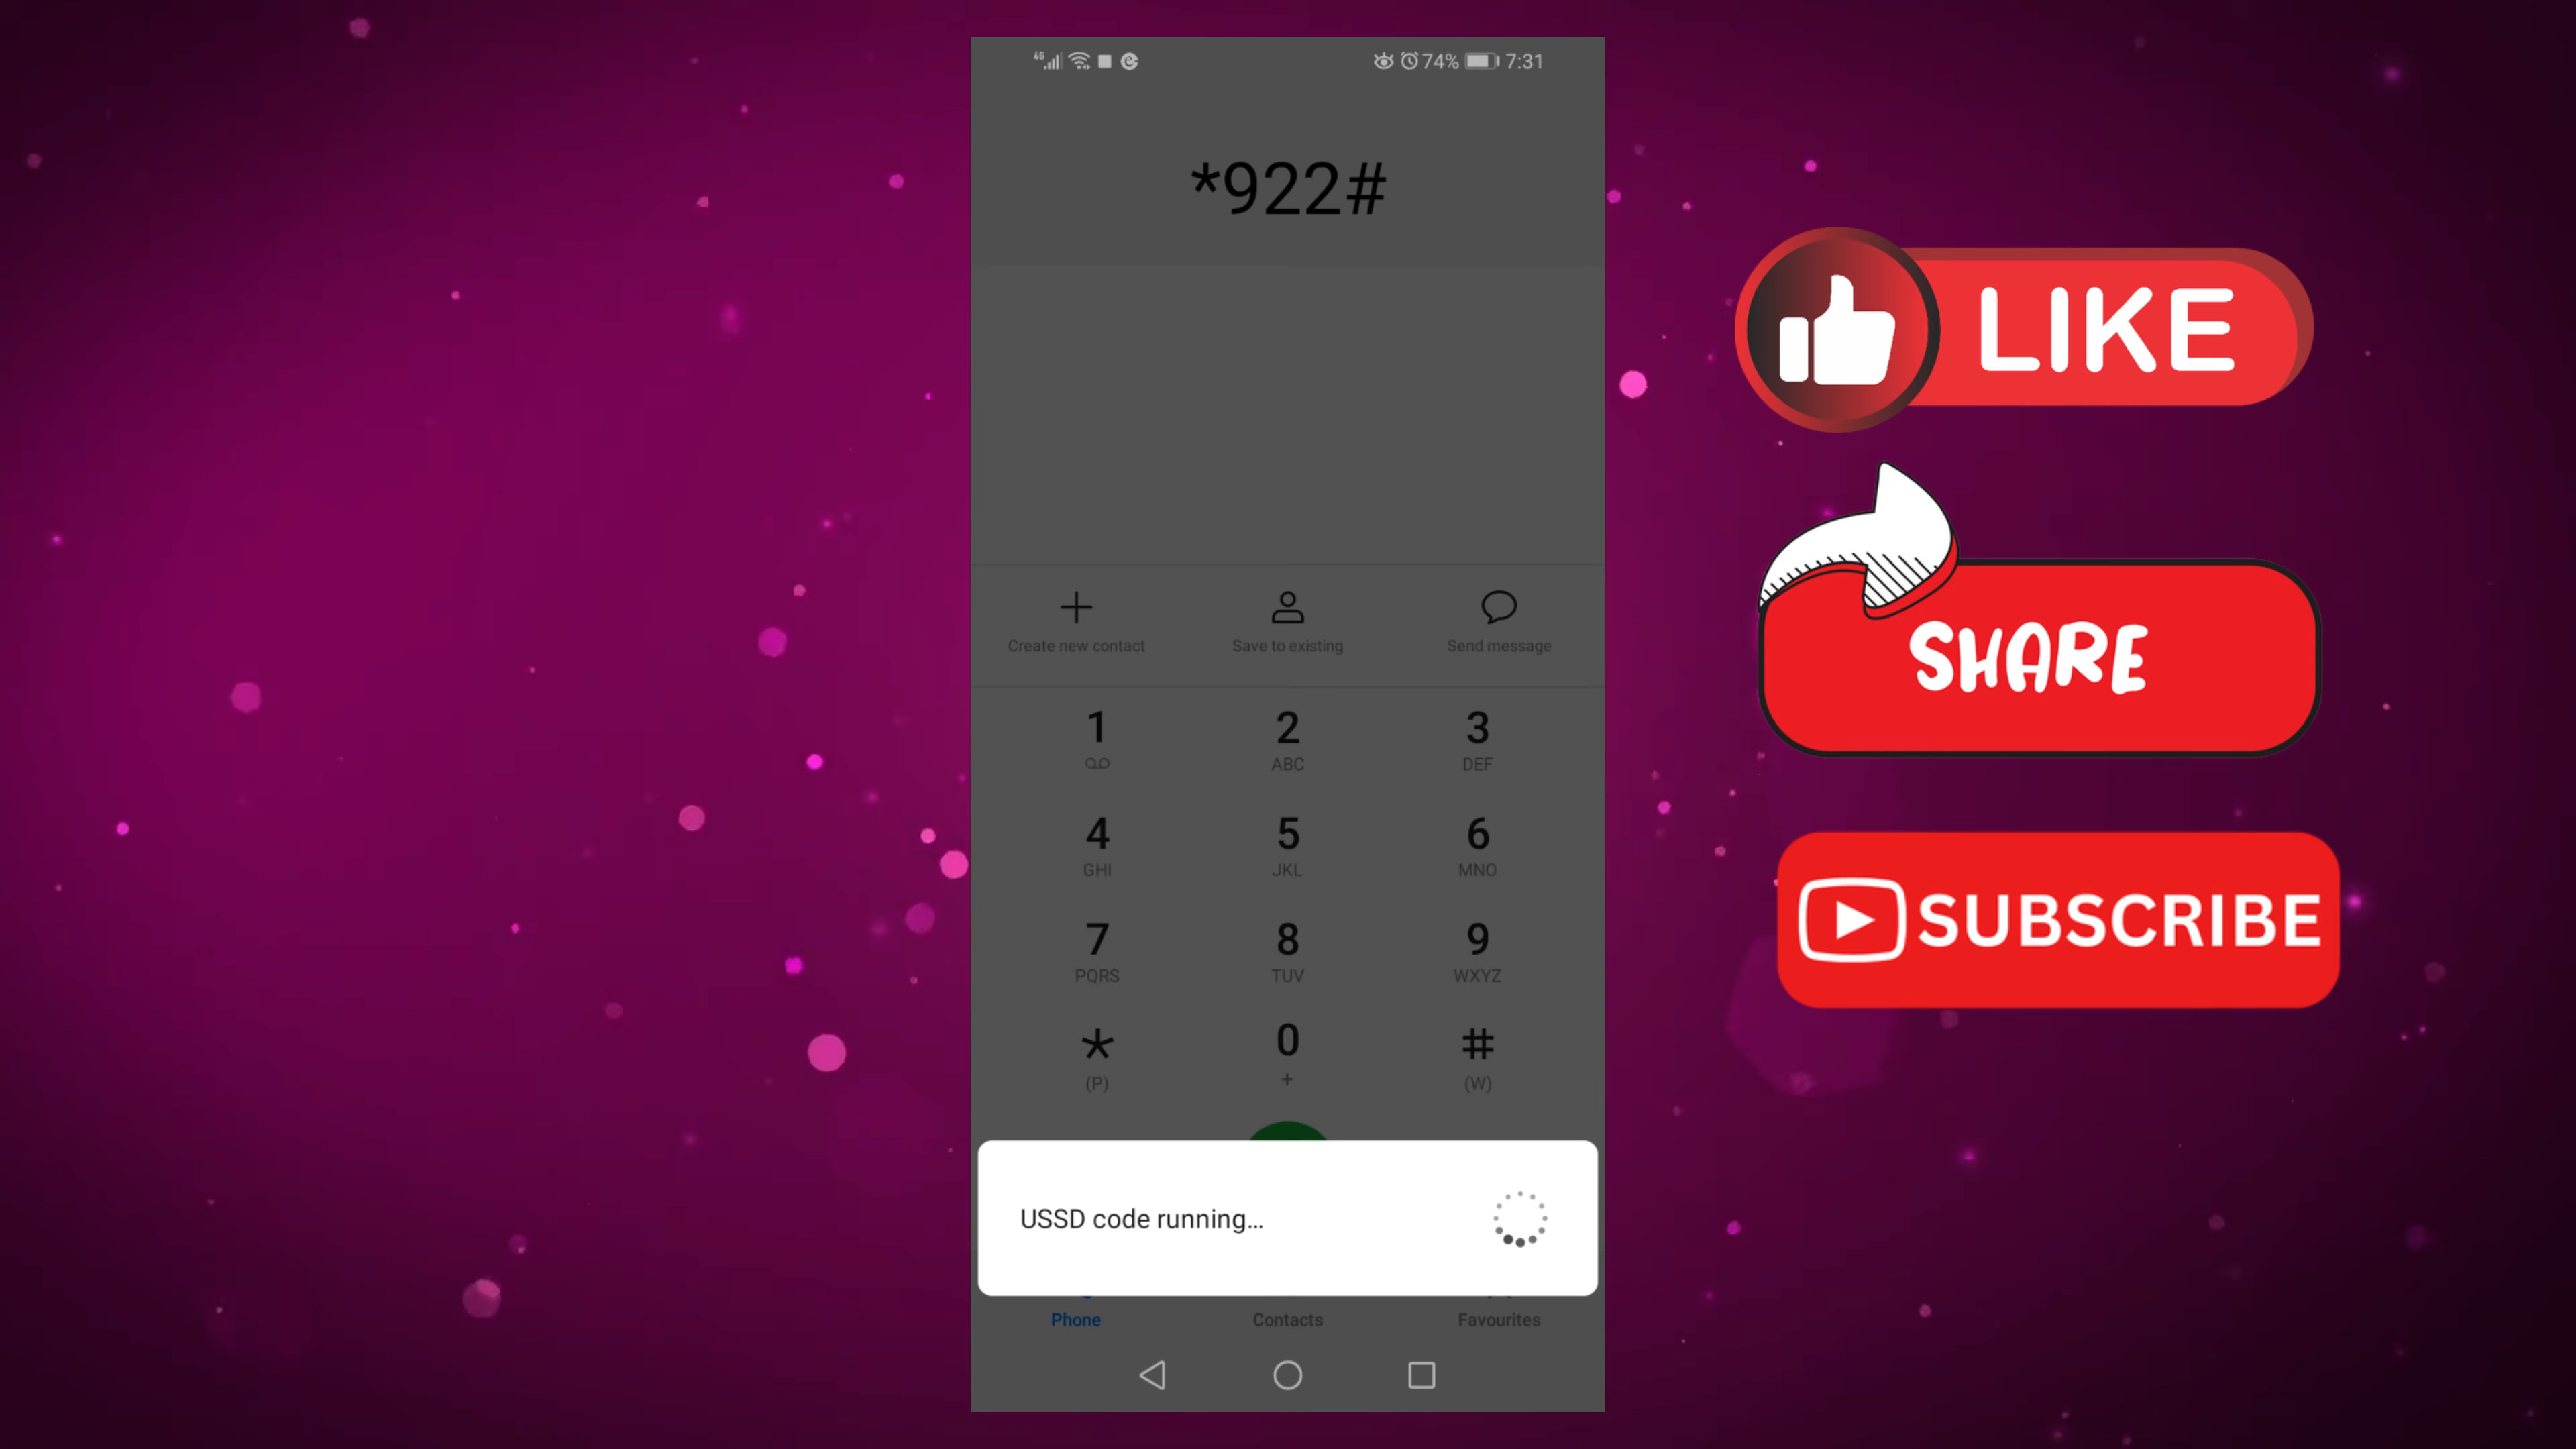 4G 74% 7:31
*922#
Create new contact Save to existing Send message
1 2 3
ABC DEF
4 5 6
GHI JKL MNO
7 8 9
PQRS TUV WXYZ
* 0 #
(P) + (W)
USSD code running...
Phone Contacts Favourites
LIKE
SHARE
SUBSCRIBE